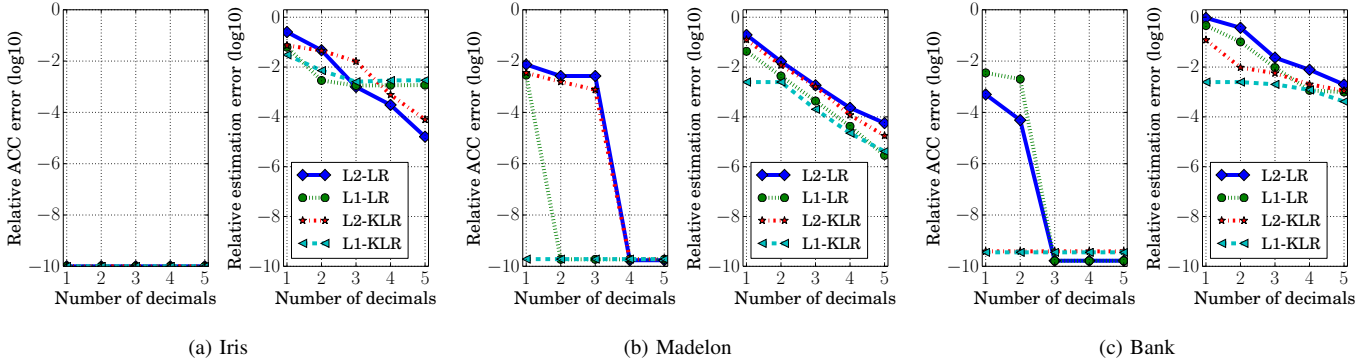 Relative ACC error (log10)
0
−2
−4
−6
−8
−10
1 2 3 4 5
Number of decimals
Relative estimation error (log10)
0
−2
−4
−6
−8
−10
L2-LR
L1-LR
L2-KLR
L1-KLR
1 2 3 4 5
Number of decimals
(a) Iris
Relative ACC error (log10)
0
−2
−4
−6
−8
−10
1 2 3 4 5
Number of decimals
Relative estimation error (log10)
0
−2
−4
−6
−8
−10
L2-LR
L1-LR
L2-KLR
L1-KLR
1 2 3 4 5
Number of decimals
(b) Madelon
Relative ACC error (log10)
0
−2
−4
−6
−8
−10
1 2 3 4 5
Number of decimals
Relative estimation error (log10)
0
−2
−4
−6
−8
−10
L2-LR
L1-LR
L2-KLR
L1-KLR
1 2 3 4 5
Number of decimals
(c) Bank